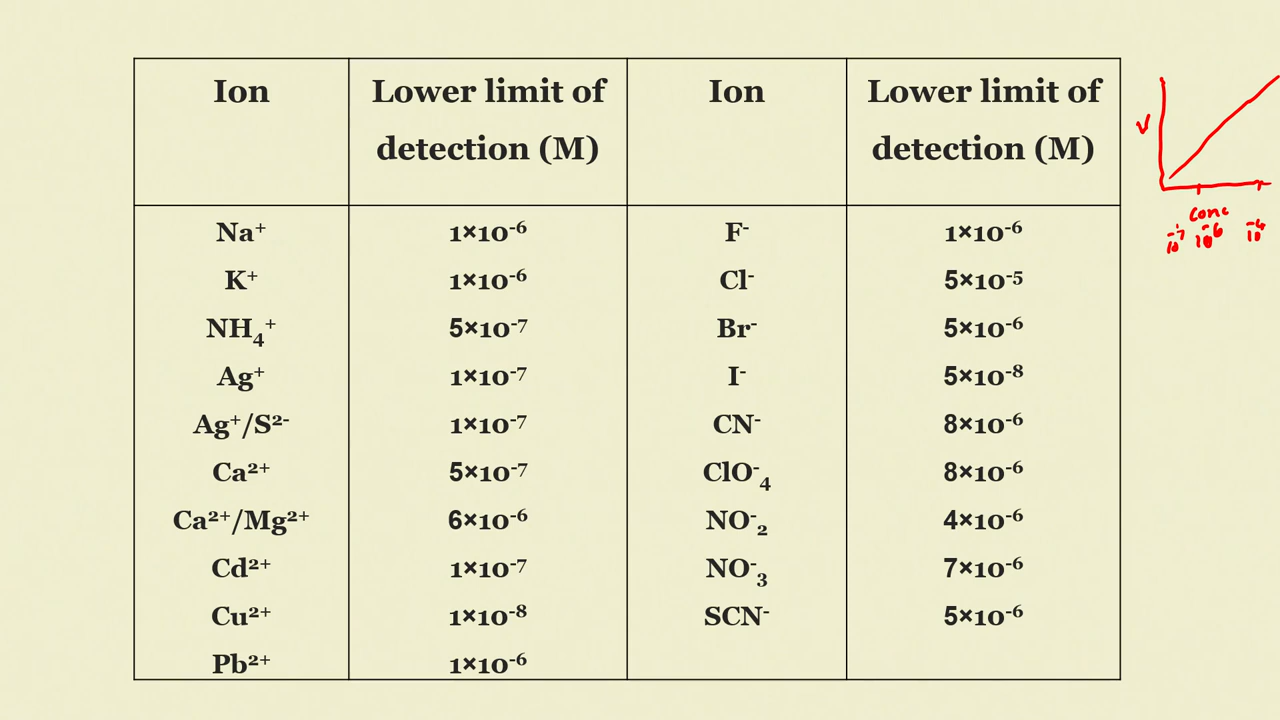 Ion Lower limit of detection (M) Ion Lower limit of detection (M)
Na⁺ 1×10⁻⁶ F⁻ 1×10⁻⁶
K⁺ 1×10⁻⁶ Cl⁻ 5×10⁻⁵
NH₄⁺ 5×10⁻⁷ Br⁻ 5×10⁻⁶
Ag⁺ 1×10⁻⁷ I⁻ 5×10⁻⁸
Ag⁺/S²⁻ 1×10⁻⁷ CN⁻ 8×10⁻⁶
Ca²⁺ 5×10⁻⁷ ClO⁻₄ 8×10⁻⁶
Ca²⁺/Mg²⁺ 6×10⁻⁶ NO⁻₂ 4×10⁻⁶
Cd²⁺ 1×10⁻⁷ NO⁻₃ 7×10⁻⁶
Cu²⁺ 1×10⁻⁸ SCN⁻ 5×10⁻⁶
Pb²⁺ 1×10⁻⁶
V
Conc
10⁻⁷ 10⁻⁶